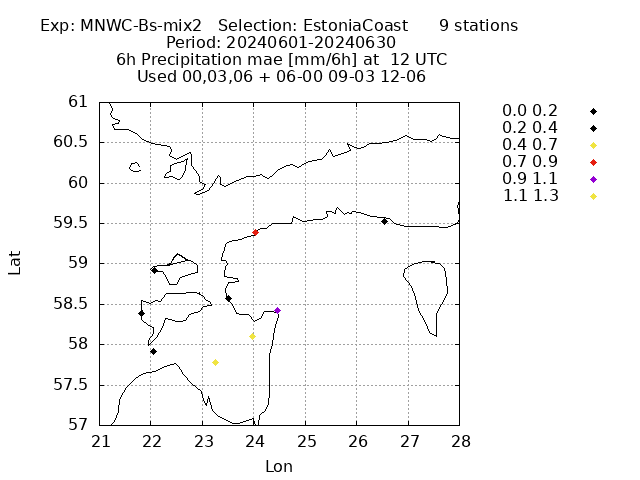 Exp: MNWC-Bs-mix2 Selection: EstoniaCoast 9 stations
Period: 20240601-20240630
6h Precipitation mae [mm/6h] at 12 UTC
Used 00,03,06 + 06-00 09-03 12-06
61
60.5
60
59.5
59
58.5
58
57.5
57
21 22 23 24 25 26 27 28
Lat
Lon
0.0 0.2
0.2 0.4
0.4 0.7
0.7 0.9
0.9 1.1
1.1 1.3